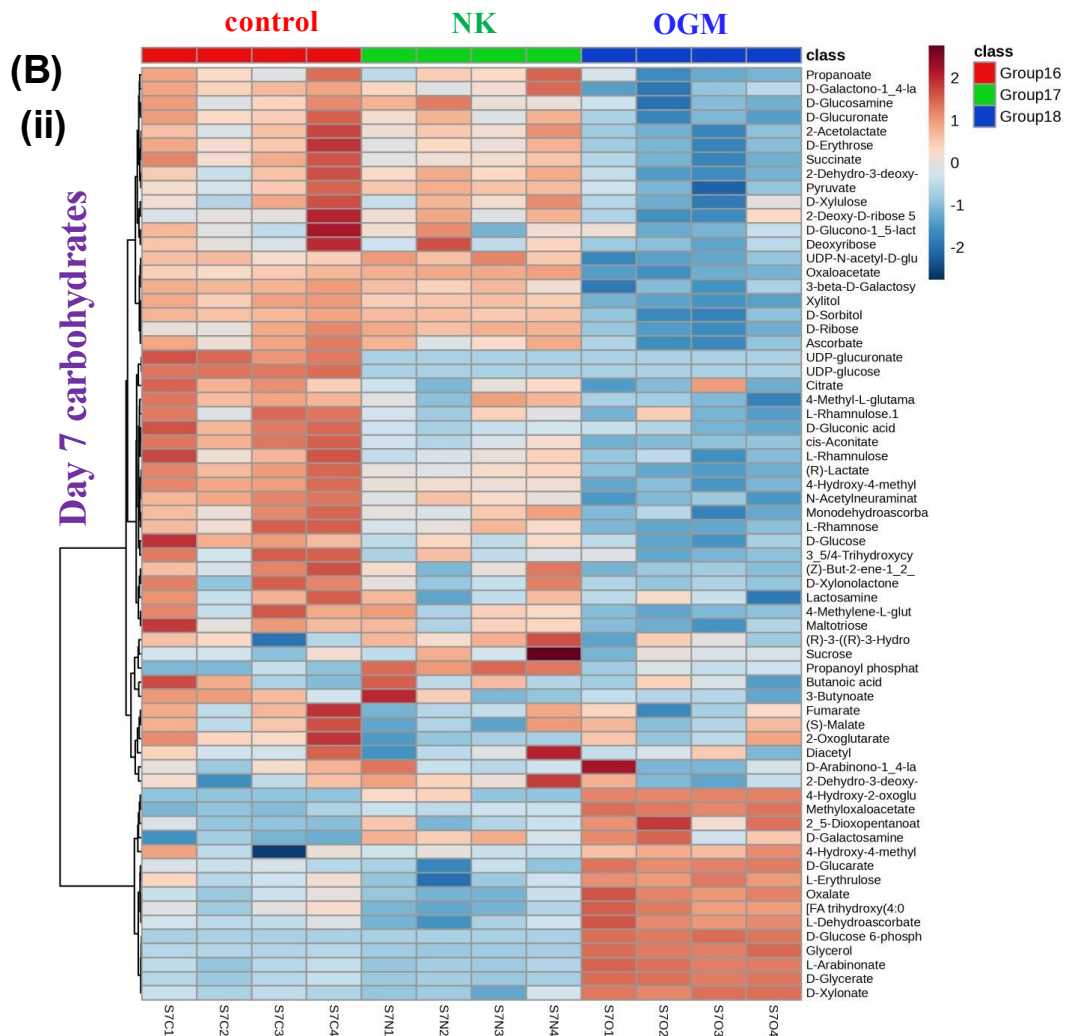 control NK OGM
(B)
(ii)
Day 7 carbohydrates
class
Propanoate
D-Galactono-1_4-la
D-Glucosamine
D-Glucuronate
2-Acetolactate
D-Erythrose
Succinate
2-Dehydro-3-deoxy-
Pyruvate
D-Xylulose
2-Deoxy-D-ribose 5
D-Glucono-1_5-lact
Deoxyribose
UDP-N-acetyl-D-glu
Oxaloacetate
3-beta-D-Galactosy
Xylitol
D-Sorbitol
D-Ribose
Ascorbate
UDP-glucuronate
UDP-glucose
Citrate
4-Methyl-L-glutama
L-Rhamnulose.1
D-Gluconic acid
cis-Aconitate
L-Rhamnulose
(R)-Lactate
4-Hydroxy-4-methyl
N-Acetylneuraminat
Monodehydroascorba
L-Rhamnose
D-Glucose
3_5/4-Trihydroxycy
(Z)-But-2-ene-1_2_
D-Xylonolactone
Lactosamine
4-Methylene-L-glut
Maltotriose
(R)-3-((R)-3-Hydro
Sucrose
Propanoyl phosphat
Butanoic acid
3-Butynoate
Fumarate
(S)-Malate
2-Oxoglutarate
Diacetyl
D-Arabinono-1_4-la
2-Dehydro-3-deoxy-
4-Hydroxy-2-oxoglu
Methyloxaloacetate
2_5-Dioxopentanoat
D-Galactosamine
4-Hydroxy-4-methyl
D-Glucarate
L-Erythrulose
Oxalate
[FA trihydroxy(4:0
L-Dehydroascorbate
D-Glucose 6-phosph
Glycerol
L-Arabinonate
D-Glycerate
D-Xylonate
S7C1 S7C2 S7C3 S7C4 S7N1 S7N2 S7N3 S7N4 S7O1 S7O2 S7O3 S7O4
2
1
0
-1
-2
class
Group16
Group17
Group18